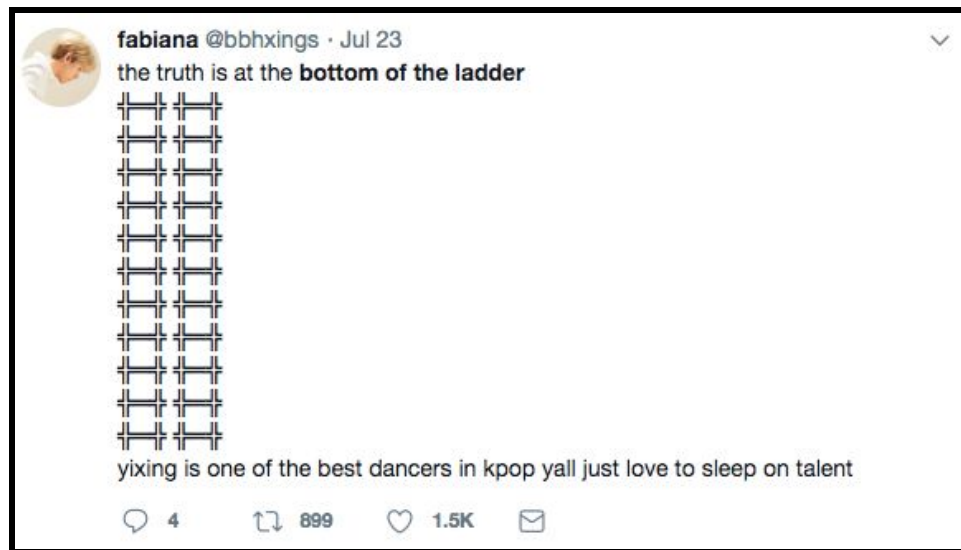 fabiana @bbhxings · Jul 23
the truth is at the bottom of the ladder
╬═╬ ╬═╬
╬═╬ ╬═╬
╬═╬ ╬═╬
╬═╬ ╬═╬
╬═╬ ╬═╬
╬═╬ ╬═╬
╬═╬ ╬═╬
╬═╬ ╬═╬
╬═╬ ╬═╬
╬═╬ ╬═╬
╬═╬ ╬═╬
yixing is one of the best dancers in kpop yall just love to sleep on talent
4 899 1.5K